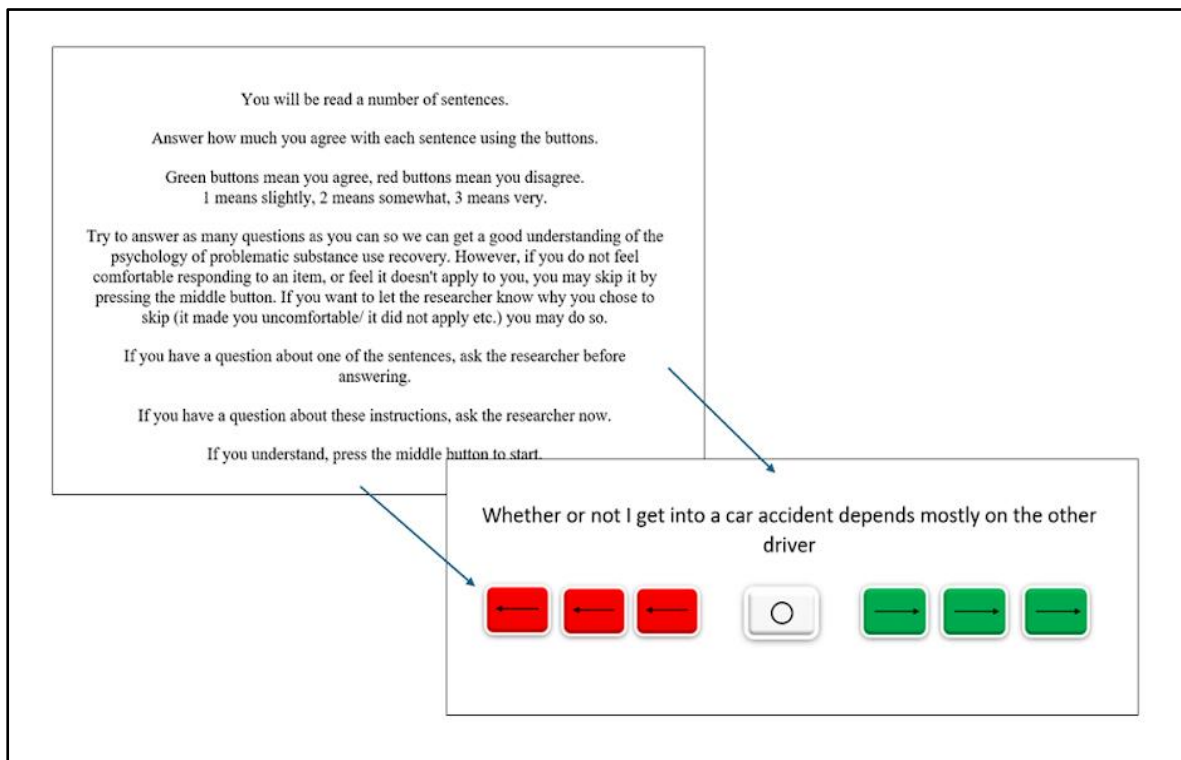 You will be read a number of sentences.
Answer how much you agree with each sentence using the buttons.
Green buttons mean you agree, red buttons mean you disagree.
1 means slightly, 2 means somewhat, 3 means very.
Try to answer as many questions as you can so we can get a good understanding of the
psychology of problematic substance use recovery. However, if you do not feel
comfortable responding to an item, or feel it doesn't apply to you, you may skip it by
pressing the middle button. If you want to let the researcher know why you chose to
skip (it made you uncomfortable/ it did not apply etc.) you may do so.
If you have a question about one of the sentences, ask the researcher before
answering.
If you have a question about these instructions, ask the researcher now.
If you understand, press the middle button to start.
Whether or not I get into a car accident depends mostly on the other
driver